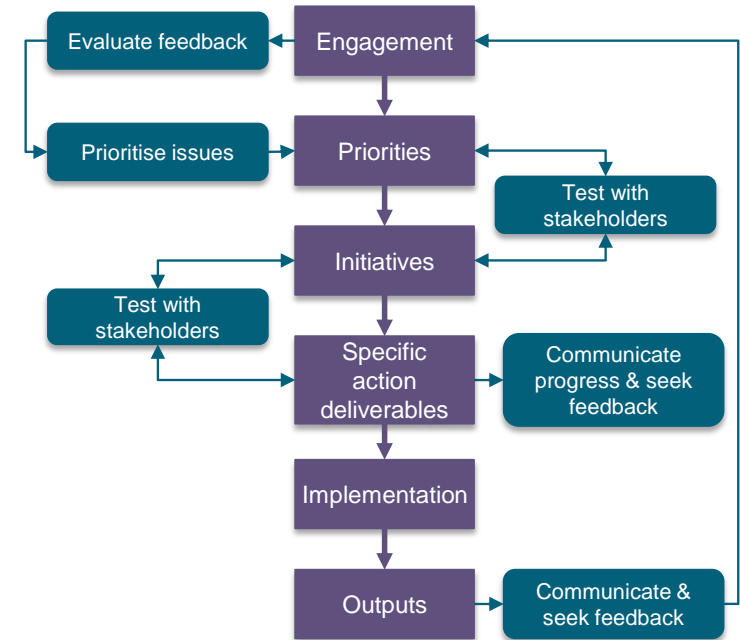 Evaluate feedback
Engagement
Prioritise issues
Priorities
Test with
stakeholders
Initiatives
Test with
stakeholders
Specific
action
deliverables
Communicate
progress & seek
feedback
Implementation
Outputs
Communicate &
seek feedback